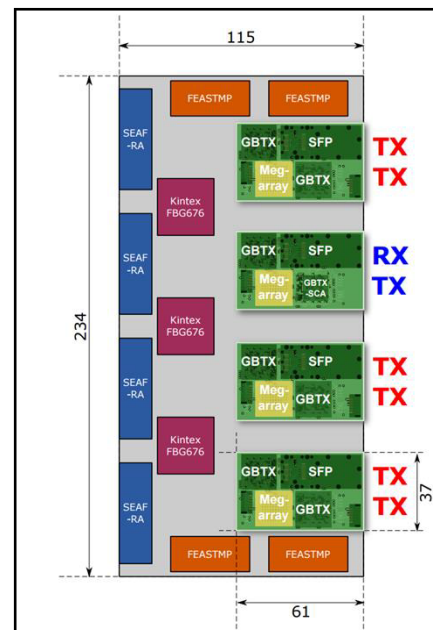 115
FEASTMP FEASTMP
SEAF
-RA
GBTX SFP
Meg-
array GBTX
TX
TX
Kintex
FBG676
SEAF
-RA
GBTX SFP
Meg-
array GBTX
-SCA
RX
TX
234
Kintex
FBG676
SEAF
-RA
GBTX SFP
Meg-
array GBTX
TX
TX
Kintex
FBG676
SEAF
-RA
GBTX SFP
Meg-
array GBTX
TX
TX
37
FEASTMP FEASTMP
61